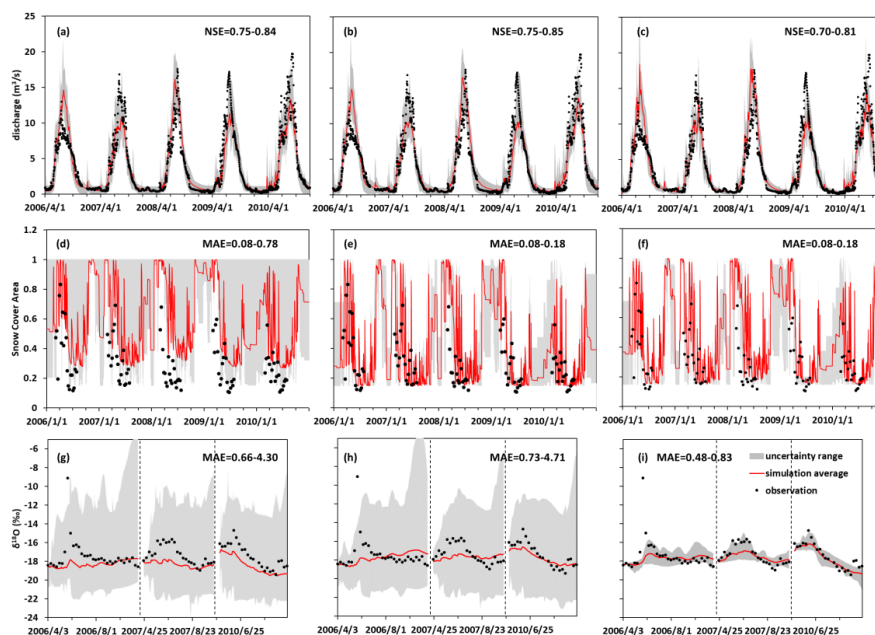 (a) NSE=0.75-0.84
(b) NSE=0.75-0.85
(c) NSE=0.70-0.81
discharge (m³/s)
25
20
15
10
5
0
2006/4/1 2007/4/1 2008/4/1 2009/4/1 2010/4/1
2006/4/1 2007/4/1 2008/4/1 2009/4/1 2010/4/1
2006/4/1 2007/4/1 2008/4/1 2009/4/1 2010/4/1
(d) MAE=0.08-0.78
(e) MAE=0.08-0.18
(f) MAE=0.08-0.18
Snow Cover Area
1.2
1
0.8
0.6
0.4
0.2
0
2006/1/1 2007/1/1 2008/1/1 2009/1/1 2010/1/1
2006/1/1 2007/1/1 2008/1/1 2009/1/1 2010/1/1
2006/1/1 2007/1/1 2008/1/1 2009/1/1 2010/1/1
(g) MAE=0.66-4.30
(h) MAE=0.73-4.71
(i) MAE=0.48-0.83
uncertainty range
simulation average
observation
δ¹⁸O (‰)
-6
-8
-10
-12
-14
-16
-18
-20
-22
-24
2006/4/3 2006/8/1 2007/4/25 2007/8/23 2010/6/25
2006/4/3 2006/8/1 2007/4/25 2007/8/23 2010/6/25
2006/4/3 2006/8/1 2007/4/25 2007/8/23 2010/6/25